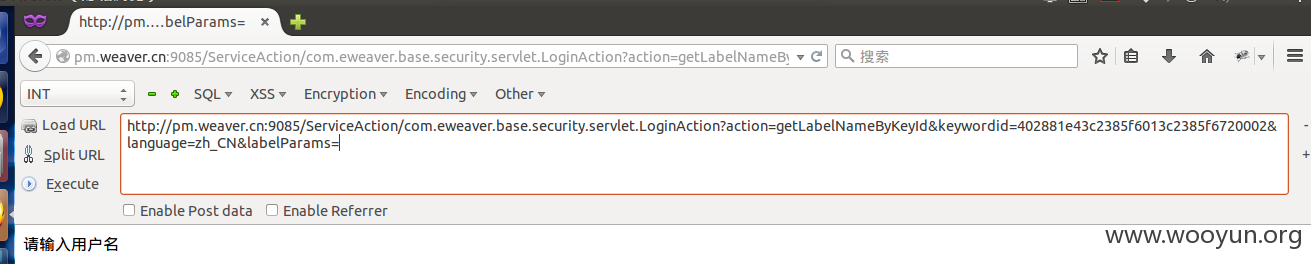 http://pm....belParams=
pm.weaver.cn:9085/ServiceAction/com.eweaver.base.security.servlet.LoginAction?action=getLabelNameBy
搜索
INT
SQL
XSS
Encryption
Encoding
Other
Load URL
http://pm.weaver.cn:9085/ServiceAction/com.eweaver.base.security.servlet.LoginAction?action=getLabelNameByKeyId&keywordid=402881e43c2385f6013c2385f6720002&
language=zh_CN&labelParams=
Split URL
Execute
Enable Post data
Enable Referrer
请输入用户名
www.wooyun.org